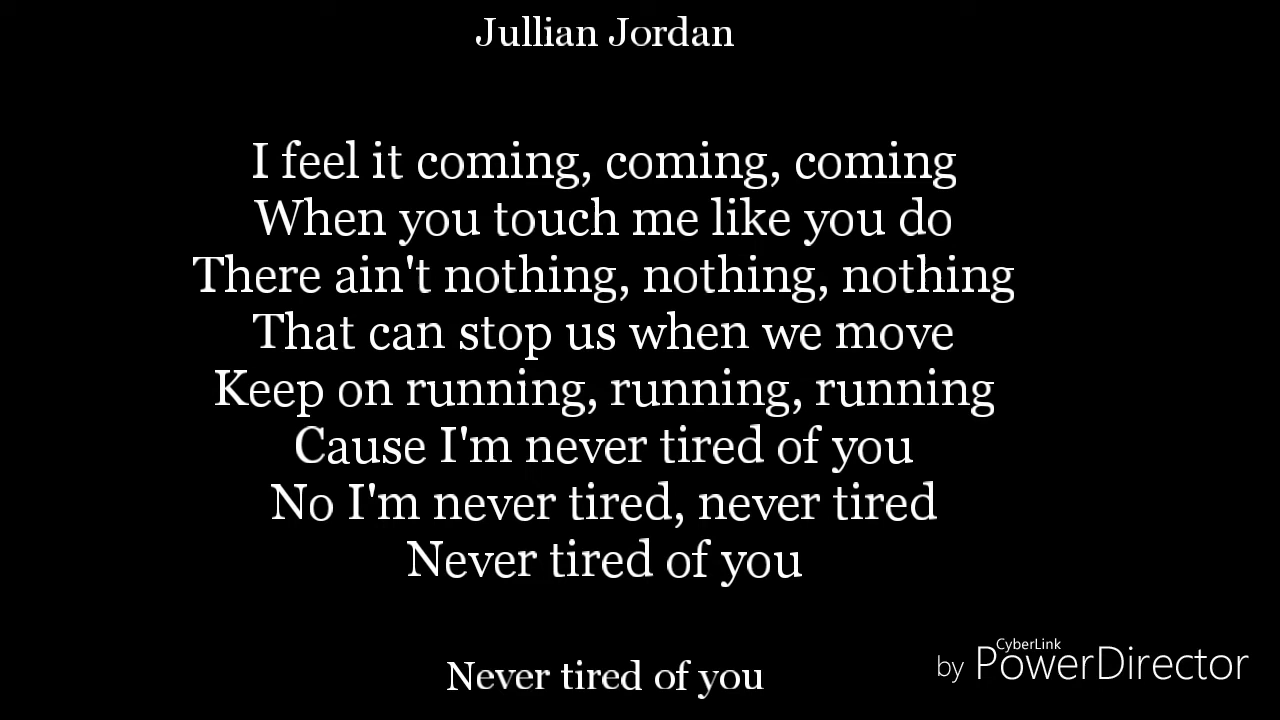 Jullian Jordan
I feel it coming, coming, coming
When you touch me like you do
There ain't nothing, nothing, nothing
That can stop us when we move
Keep on running, running, running
Cause I'm never tired of you
No I'm never tired, never tired
Never tired of you
Never tired of you
by CyberLink PowerDirector